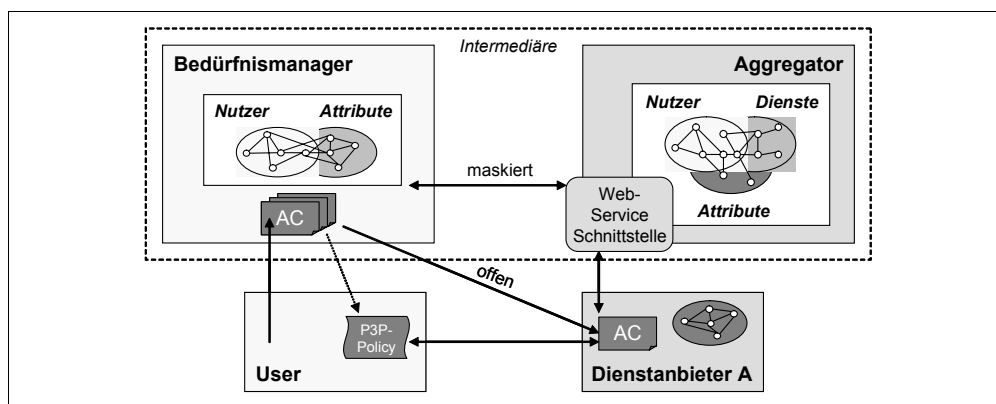 Intermediäre
Bedürfnismanager
Nutzer Attribute
AC
maskiert
Aggregator
Nutzer Dienste
Attribute
Web-
Service
Schnittstelle
offen
P3P-
Policy
User
AC
Dienstanbieter A